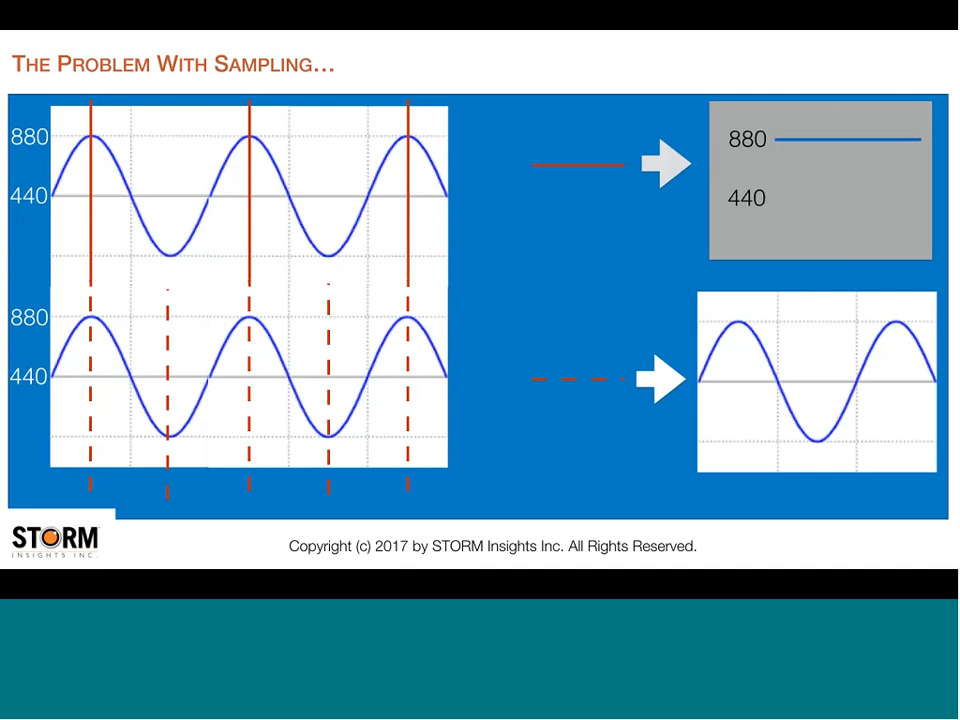 THE PROBLEM WITH SAMPLING…
880
440
880
440
880
440
STORM
INSIGHTS INC.
Copyright (c) 2017 by STORM Insights Inc. All Rights Reserved.